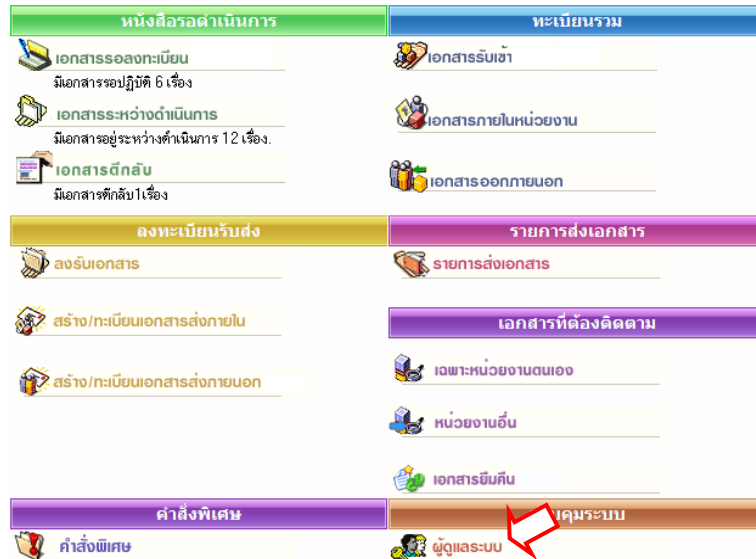 หนังสือรอดำเนินการ
เอกสารรอลงทะเบียน
มีเอกสารรอปฏิบัติ 6 เรื่อง
เอกสารระหว่างดำเนินการ
มีเอกสารอยู่ระหว่างดำเนินการ 12 เรื่อง.
เอกสารตีกลับ
มีเอกสารตีกลับ1เรื่อง
ทะเบียนรวม
เอกสารรับเข้า
เอกสารภายในหน่วยงาน
เอกสารออกภายนอก
ลงทะเบียนรับส่ง
ลงรับเอกสาร
สร้าง/ทะเบียนเอกสารส่งภายใน
สร้าง/ทะเบียนเอกสารส่งภายนอก
รายการส่งเอกสาร
รายการส่งเอกสาร
เอกสารที่ต้องติดตาม
เฉพาะหน่วยงานตนเอง
หน่วยงานอื่น
เอกสารยืมคืน
คำสั่งพิเศษ
คำสั่งพิเศษ
คุมระบบ
ผู้ดูแลระบบ